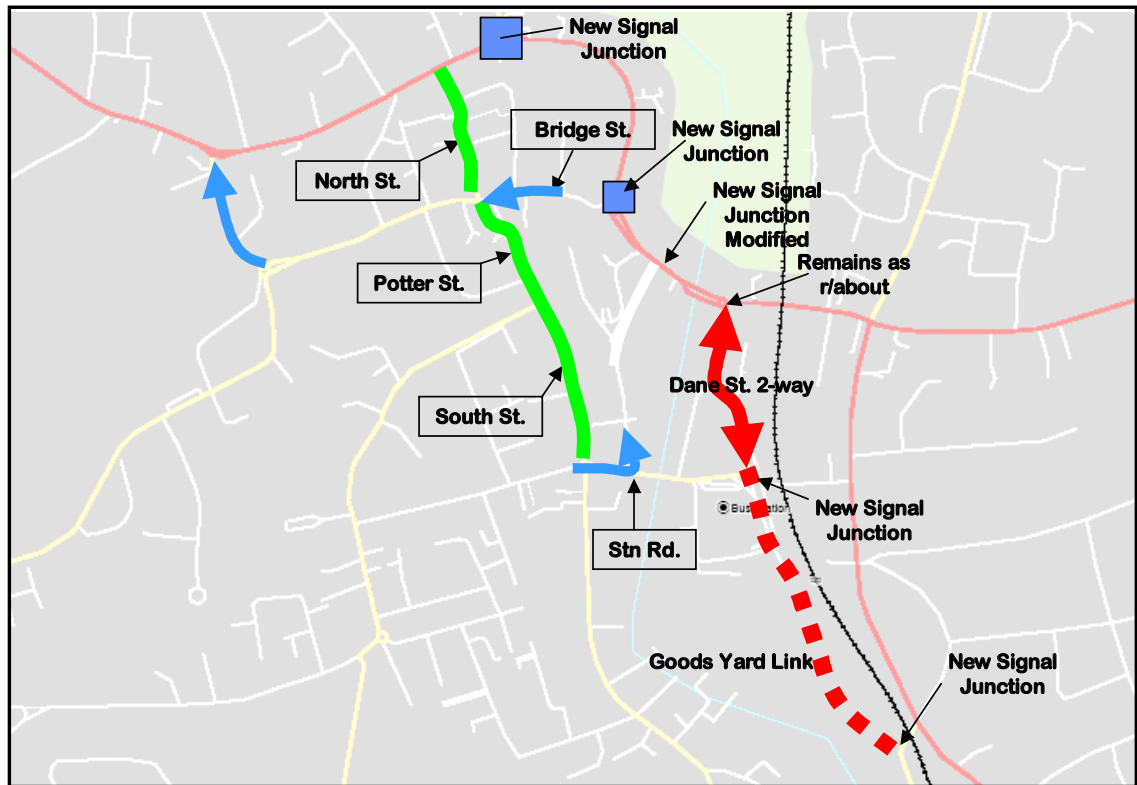 New Signal
Junction
Bridge St.
New Signal
Junction
North St.
New Signal
Junction
Modified
Remains as
r/about
Potter St.
Dane St. 2-way
South St.
New Signal
Junction
Stn Rd.
Goods Yard Link
New Signal
Junction